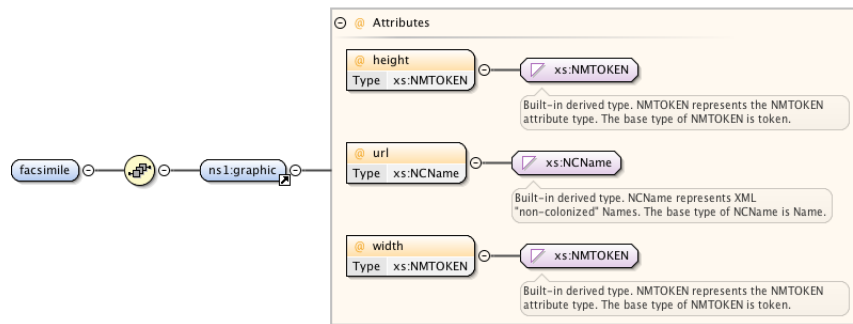 @ Attributes
@ height
Type xs:NMTOKEN
xs:NMTOKEN
Built-in derived type. NMTOKEN represents the NMTOKEN
attribute type. The base type of NMTOKEN is token.
facsimile
ns1:graphic
@ url
Type xs:NCName
xs:NCName
Built-in derived type. NCName represents XML
"non-colonized" Names. The base type of NCName is Name.
@ width
Type xs:NMTOKEN
xs:NMTOKEN
Built-in derived type. NMTOKEN represents the NMTOKEN
attribute type. The base type of NMTOKEN is token.